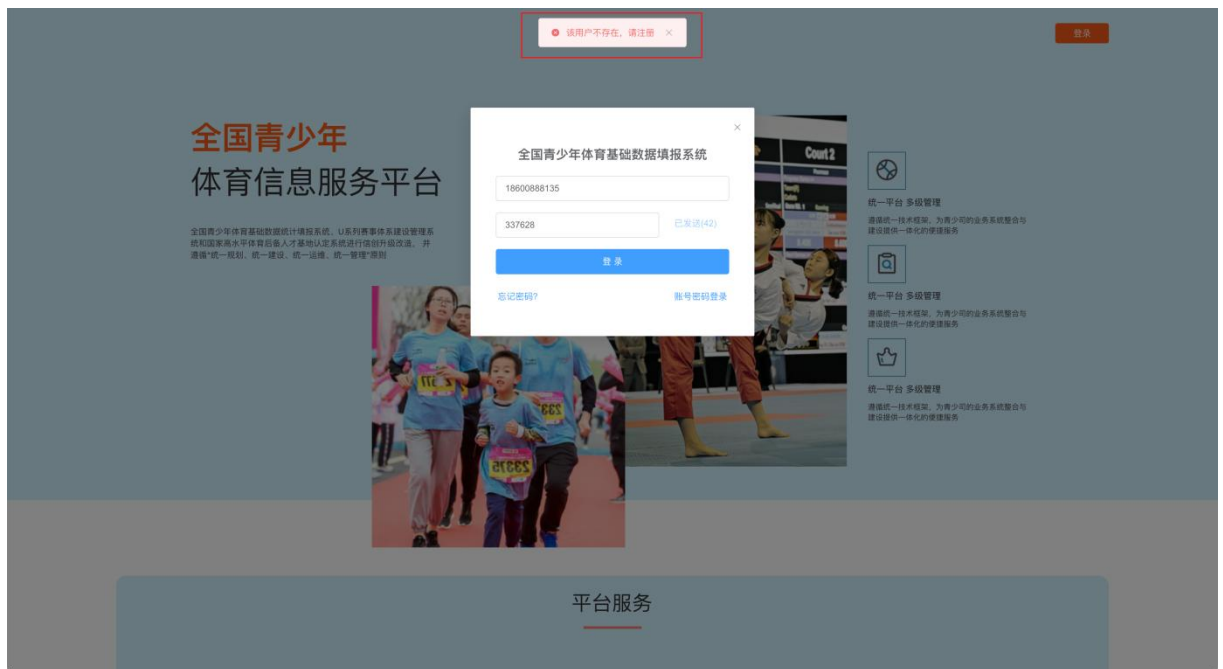 该用户不存在，请注册
登录
全国青少年
体育信息服务平台
全国青少年体育基础数据统计填报系统、U系列赛事体系建设管理系
统和国家高水平体育后备人才基地认定系统进行信创升级改造，并
遵循“统一规划、统一建设、统一运维、统一管理”原则
全国青少年体育基础数据填报系统
18600888135
337628
已发送(42)
登 录
忘记密码?
账号密码登录
Court 2
统一平台 多级管理
遵循统一技术框架，为青少司的业务系统整合与
建设提供一体化的便捷服务
统一平台 多级管理
遵循统一技术框架，为青少司的业务系统整合与
建设提供一体化的便捷服务
统一平台 多级管理
遵循统一技术框架，为青少司的业务系统整合与
建设提供一体化的便捷服务
23375
平台服务